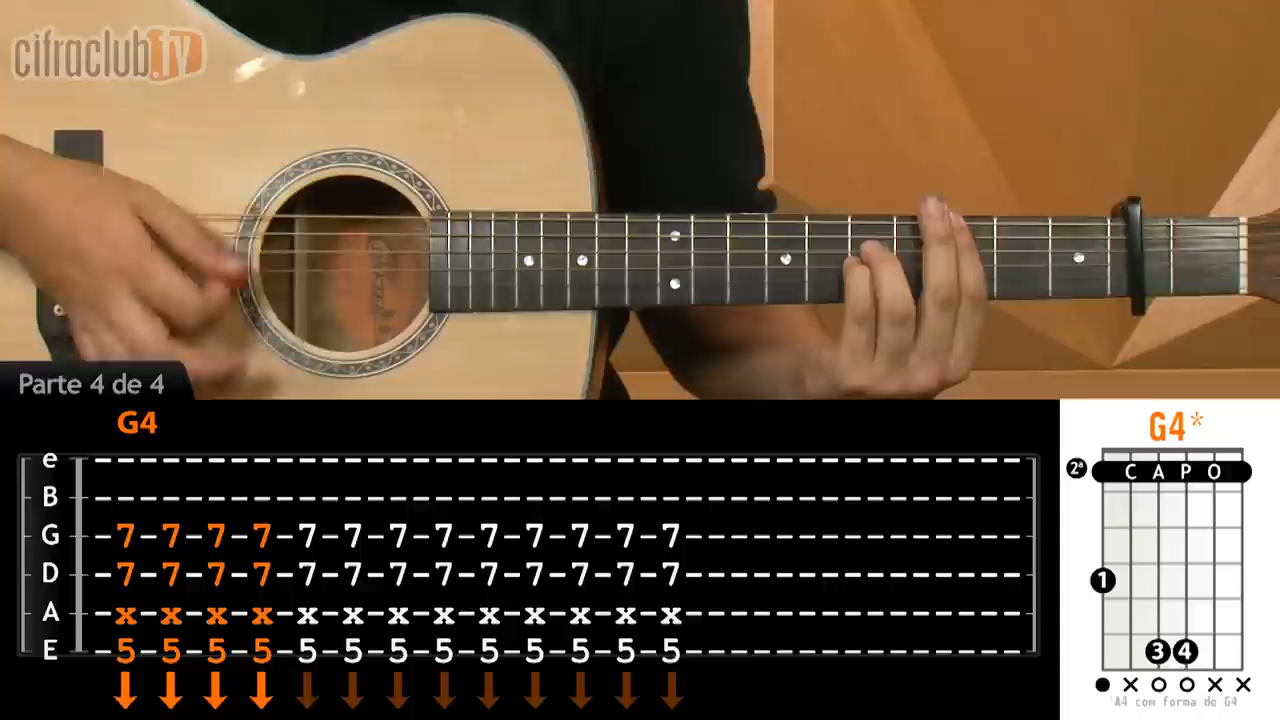 cifraclub.tv
Parte 4 de 4
G4
e
B
G 7 7 7 7 7 7 7 7 7 7 7 7 7
D 7 7 7 7 7 7 7 7 7 7 7 7 7
A x x x x x x x x x x x x x
E 5 5 5 5 5 5 5 5 5 5 5 5 5
G4*
2ª CAPO
1
3 4
X O O X X
*A4 com forma de G4